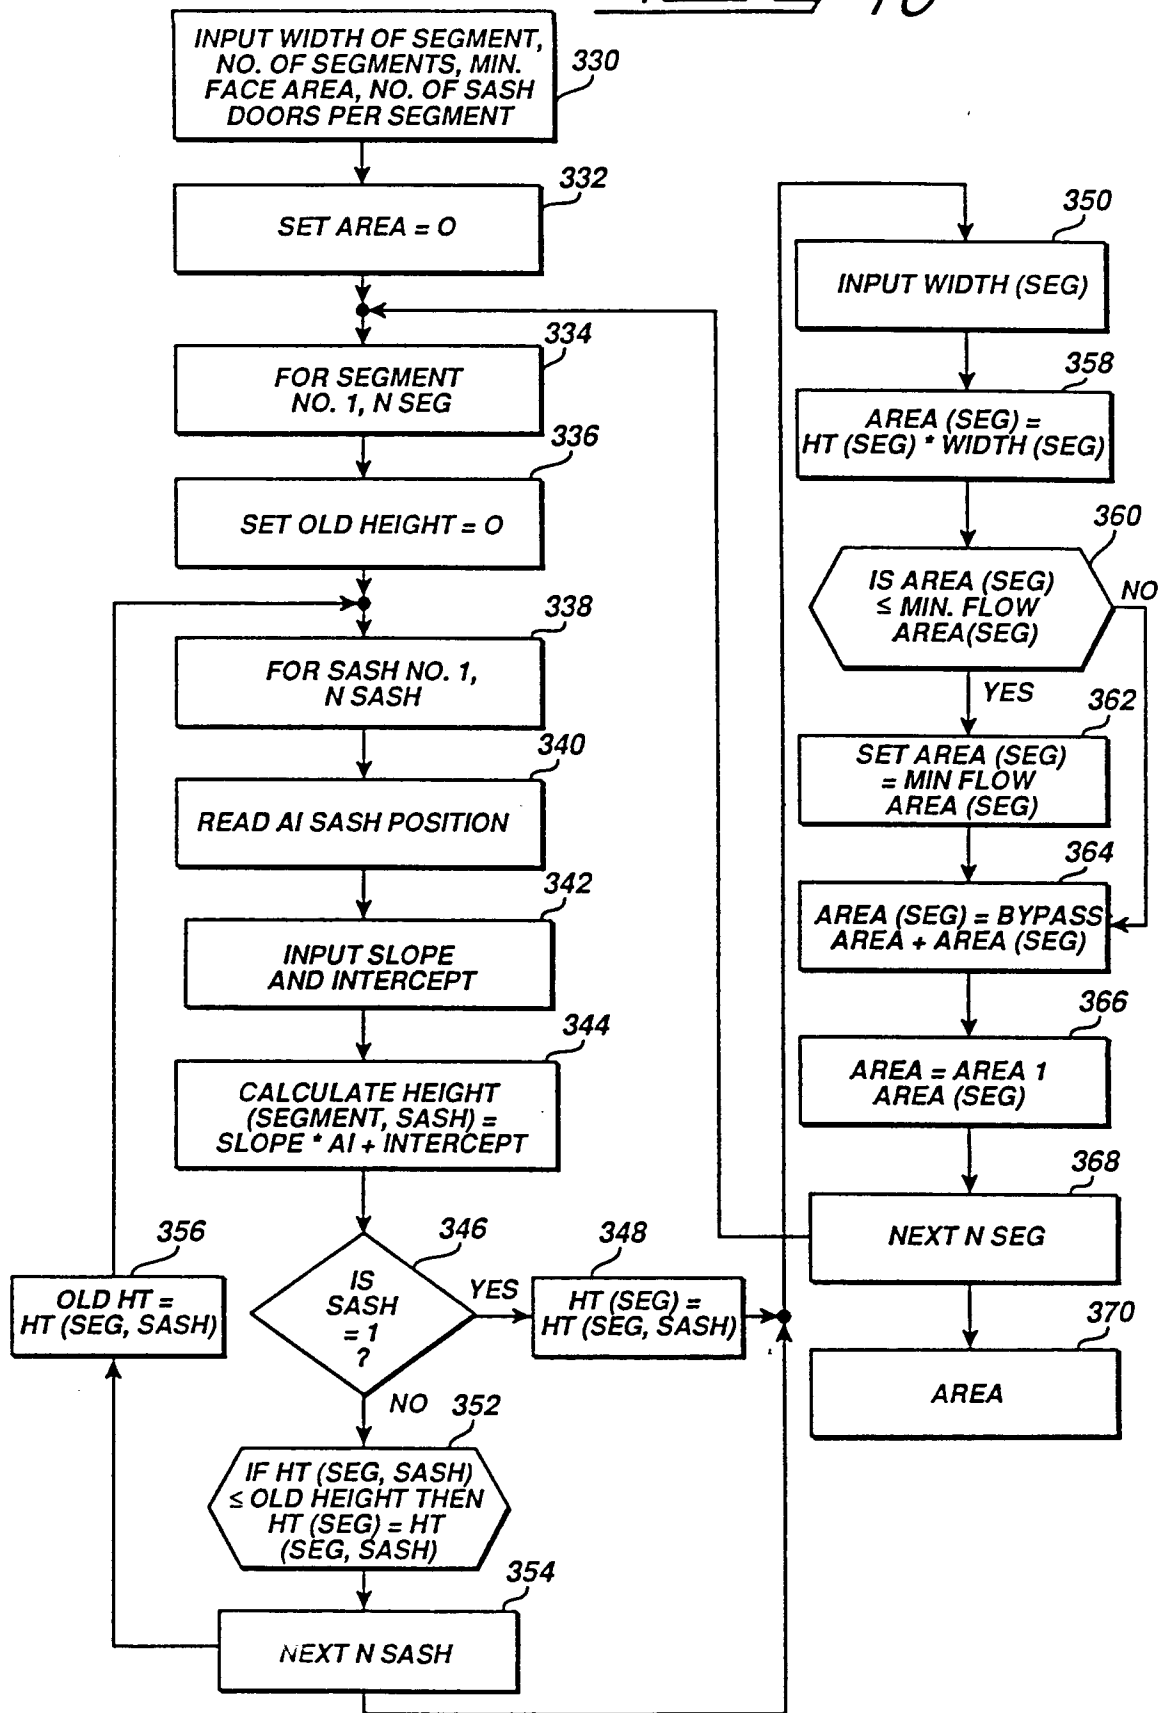 10
INPUT WIDTH OF SEGMENT,
NO. OF SEGMENTS, MIN.
FACE AREA, NO. OF SASH
DOORS PER SEGMENT
330
332
SET AREA = O
334
FOR SEGMENT
NO. 1, N SEG
336
SET OLD HEIGHT = O
338
FOR SASH NO. 1,
N SASH
340
READ AI SASH POSITION
342
INPUT SLOPE
AND INTERCEPT
344
CALCULATE HEIGHT
(SEGMENT, SASH) =
SLOPE * AI + INTERCEPT
346
IS
SASH
= 1
?
YES
NO
348
HT (SEG) =
HT (SEG, SASH)
352
IF HT (SEG, SASH)
≤ OLD HEIGHT THEN
HT (SEG) = HT
(SEG, SASH)
354
NEXT N SASH
356
OLD HT =
HT (SEG, SASH)
350
INPUT WIDTH (SEG)
358
AREA (SEG) =
HT (SEG) * WIDTH (SEG)
360
IS AREA (SEG)
≤ MIN. FLOW
AREA(SEG)
NO
YES
362
SET AREA (SEG)
= MIN FLOW
AREA (SEG)
364
AREA (SEG) = BYPASS
AREA + AREA (SEG)
366
AREA = AREA 1
AREA (SEG)
368
NEXT N SEG
370
AREA